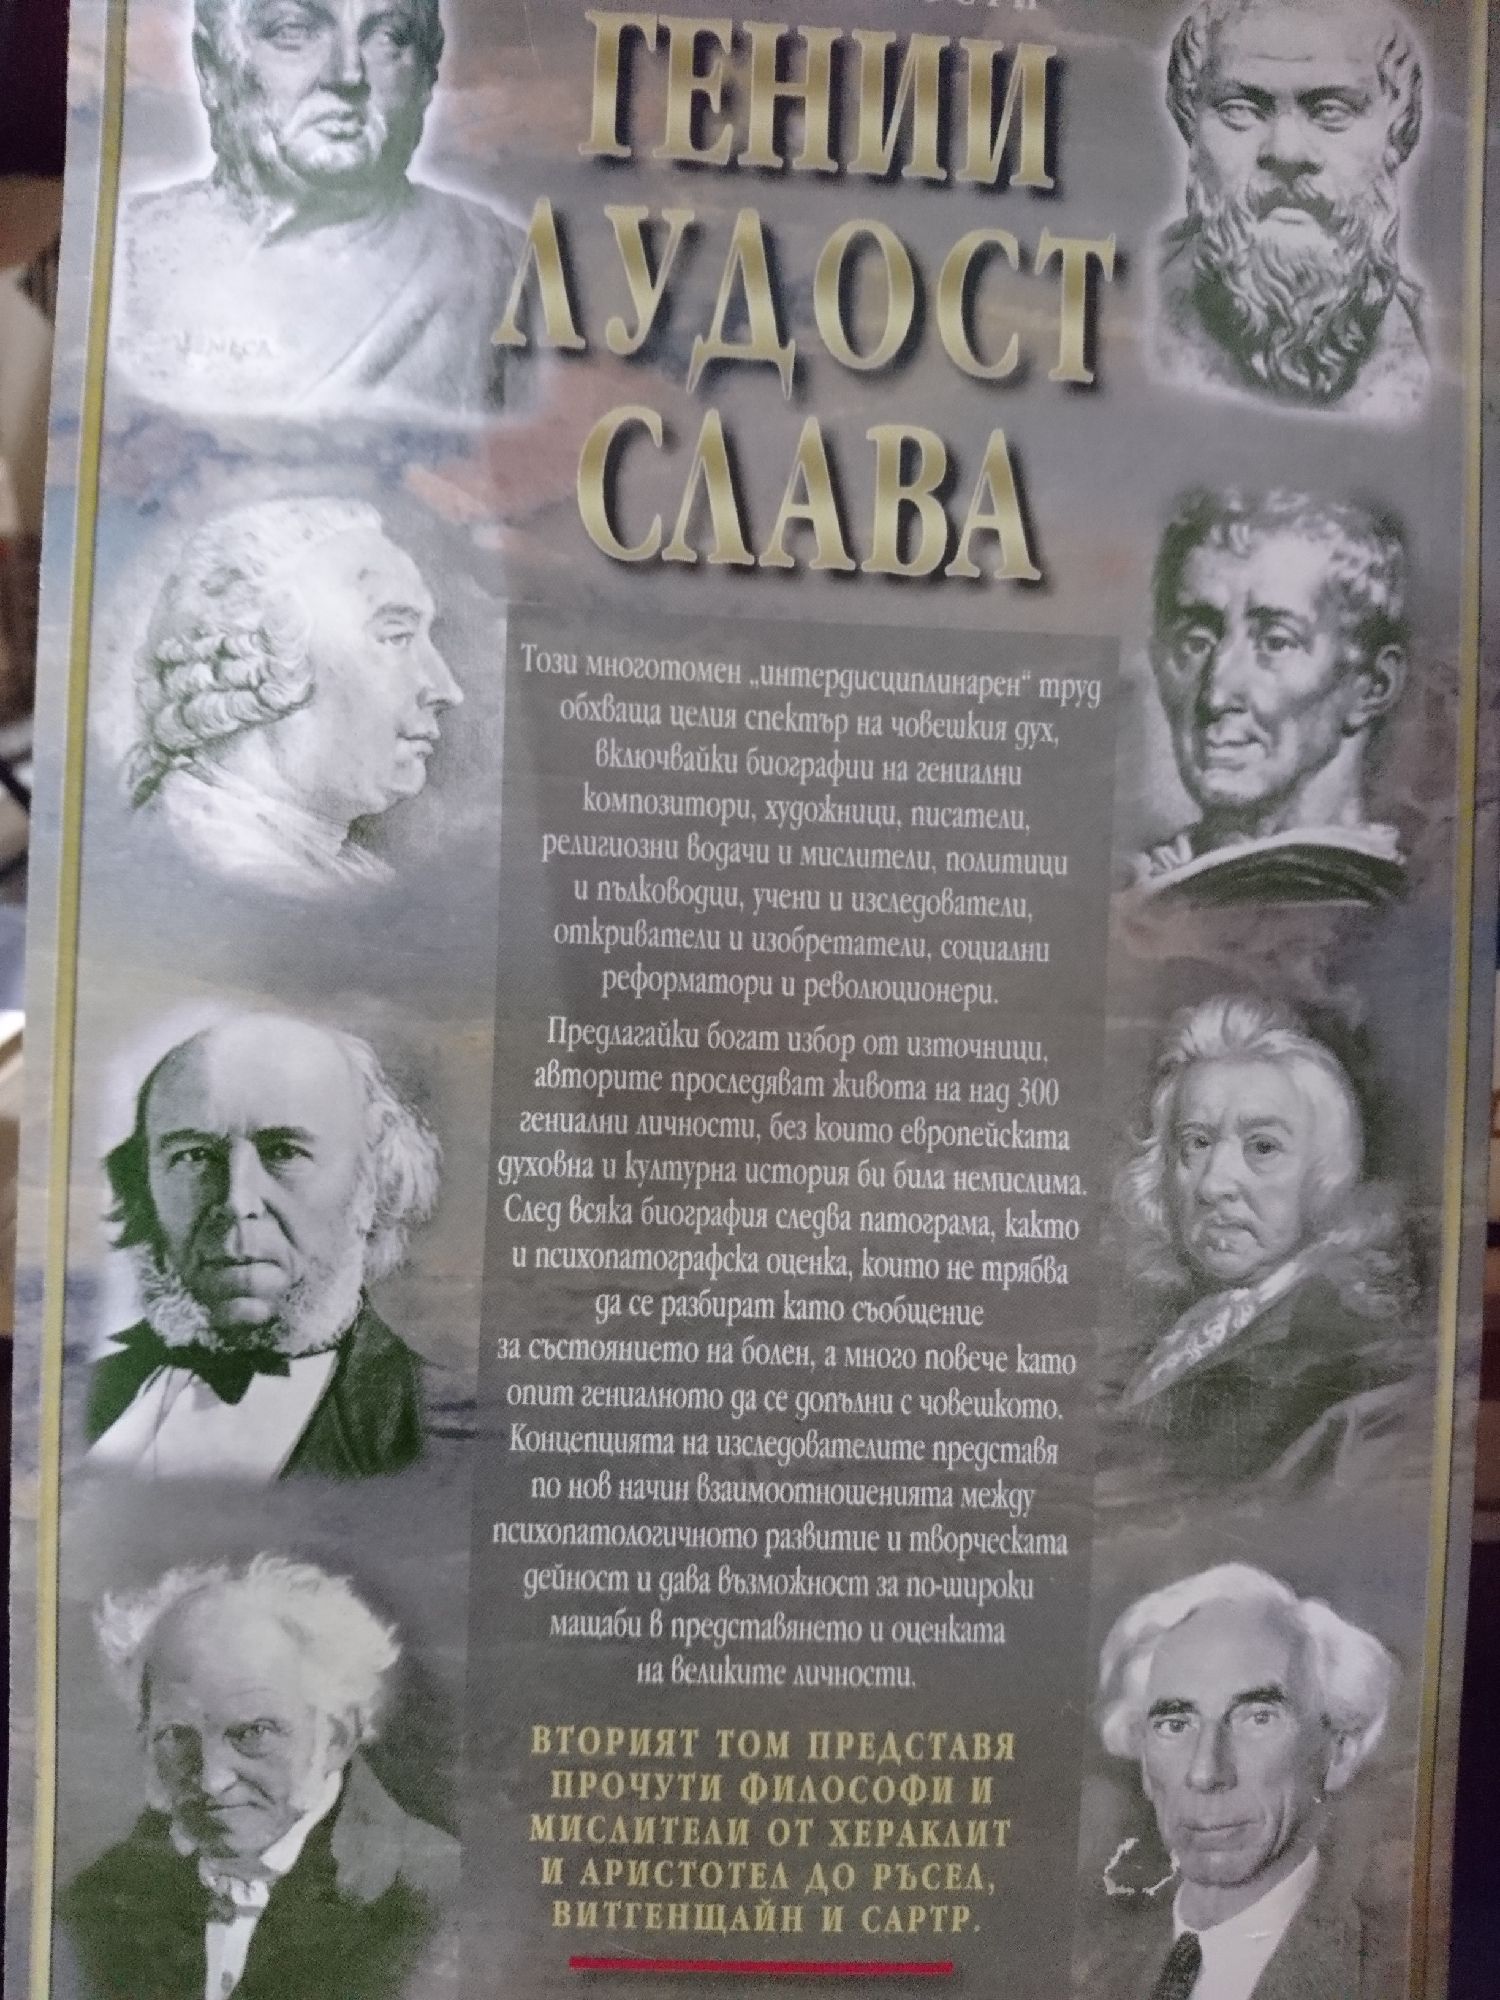 ГЕНИИ
ЛУДОСТ
СЛАВА
Този многотомен „интердисциплинарен“ труд
обхваща целия спектър на човешкия дух,
включвайки биографии на гениални
композитори, художници, писатели,
религиозни водачи и мислители, политици
и пълководци, учени и изследователи,
откриватели и изобретатели, социални
реформатори и революционери.
Предлагайки богат избор от източници,
авторите проследяват живота на над 300
гениални личности, без които европейската
духовна и културна история би била немислима.
След всяка биография следва патограма, както
и психопатографска оценка, които не трябва
да се разбират като съобщение
за състоянието на болен, а много повече като
опит гениалното да се допълни с човешкото.
Концепцията на изследователите представя
по нов начин взаимоотношенията между
психопатологичното развитие и творческата
дейност и дава възможност за по-широки
мащаби в представянето и оценката
на великите личности.
ВТОРИЯТ ТОМ ПРЕДСТАВЯ
ПРОЧУТИ ФИЛОСОФИ И
МИСЛИТЕЛИ ОТ ХЕРАКЛИТ
И АРИСТОТЕЛ ДО РЪСЕЛ,
ВИТГЕНЩАЙН И САРТР.